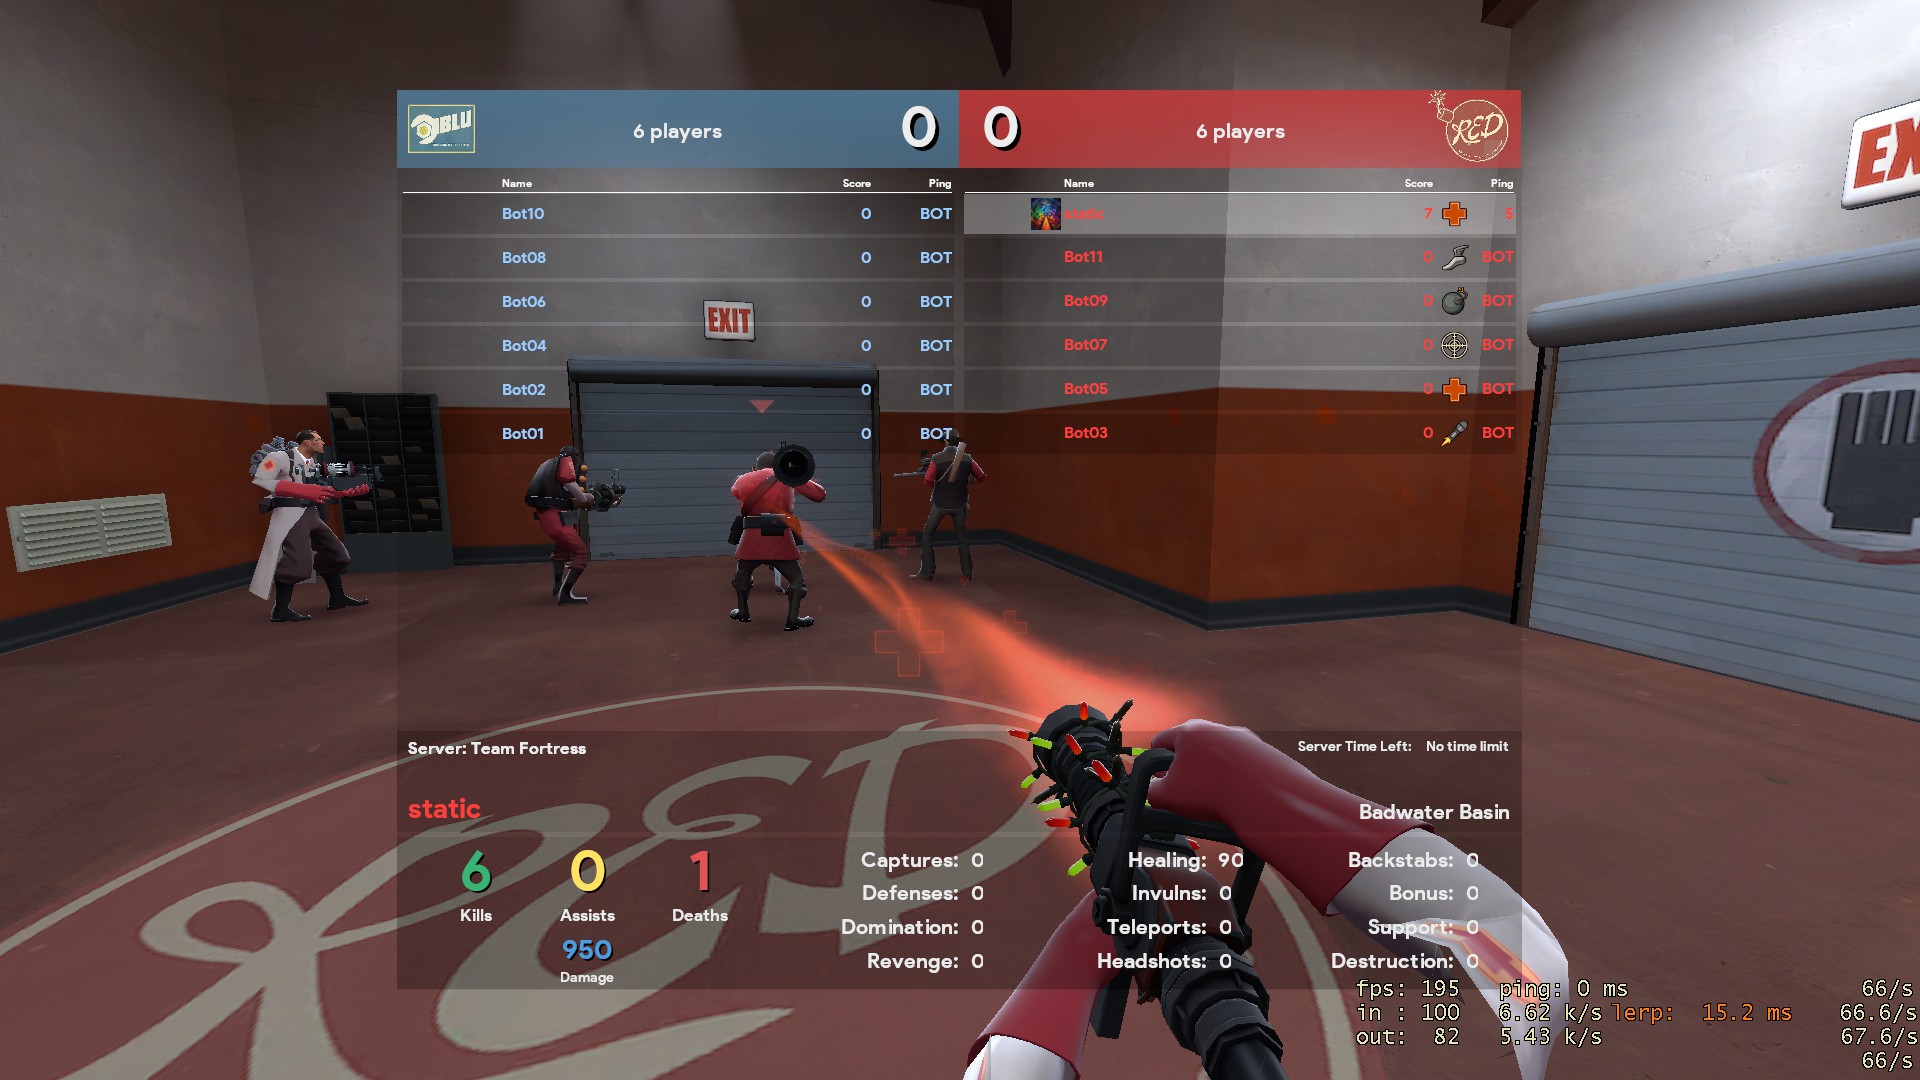 BLU
6 players
0
0
6 players
RED
Name Score Ping
Bot10 0 BOT
Bot08 0 BOT
Bot06 0 BOT
Bot04 0 BOT
Bot02 0 BOT
Bot01 0 BOT
Name Score Ping
static 7 5
Bot11 0 BOT
Bot09 0 BOT
Bot07 0 BOT
Bot05 0 BOT
Bot03 0 BOT
EXIT
EX
Server: Team Fortress
Server Time Left: No time limit
static
Badwater Basin
6 0 1
Kills Assists Deaths
950
Damage
Captures: 0 Healing: 90 Backstabs: 0
Defenses: 0 Invulns: 0 Bonus: 0
Domination: 0 Teleports: 0 Support: 0
Revenge: 0 Headshots: 0 Destruction: 0
RED
fps: 195 ping: 0 ms 66/s
in : 100 6.62 k/s lerp: 15.2 ms 66.6/s
out: 82 5.43 k/s 67.6/s
66/s